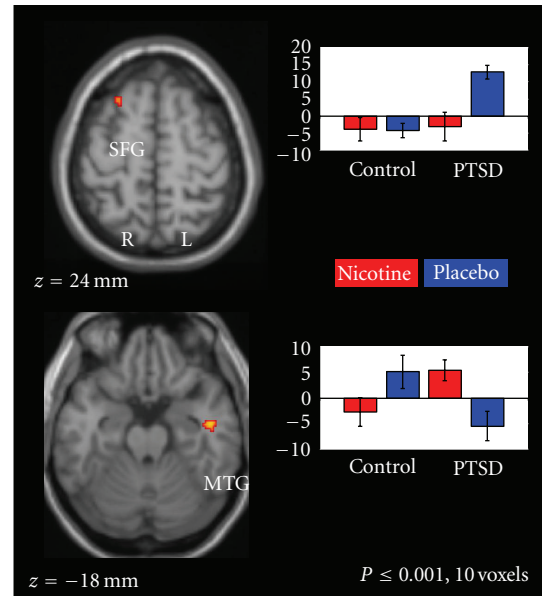 SFG
R L
z = 24 mm
20
15
10
5
0
−5
−10
Control PTSD
Nicotine Placebo
MTG
z = −18 mm
10
5
0
−5
−10
Control PTSD
P ≤ 0.001, 10 voxels